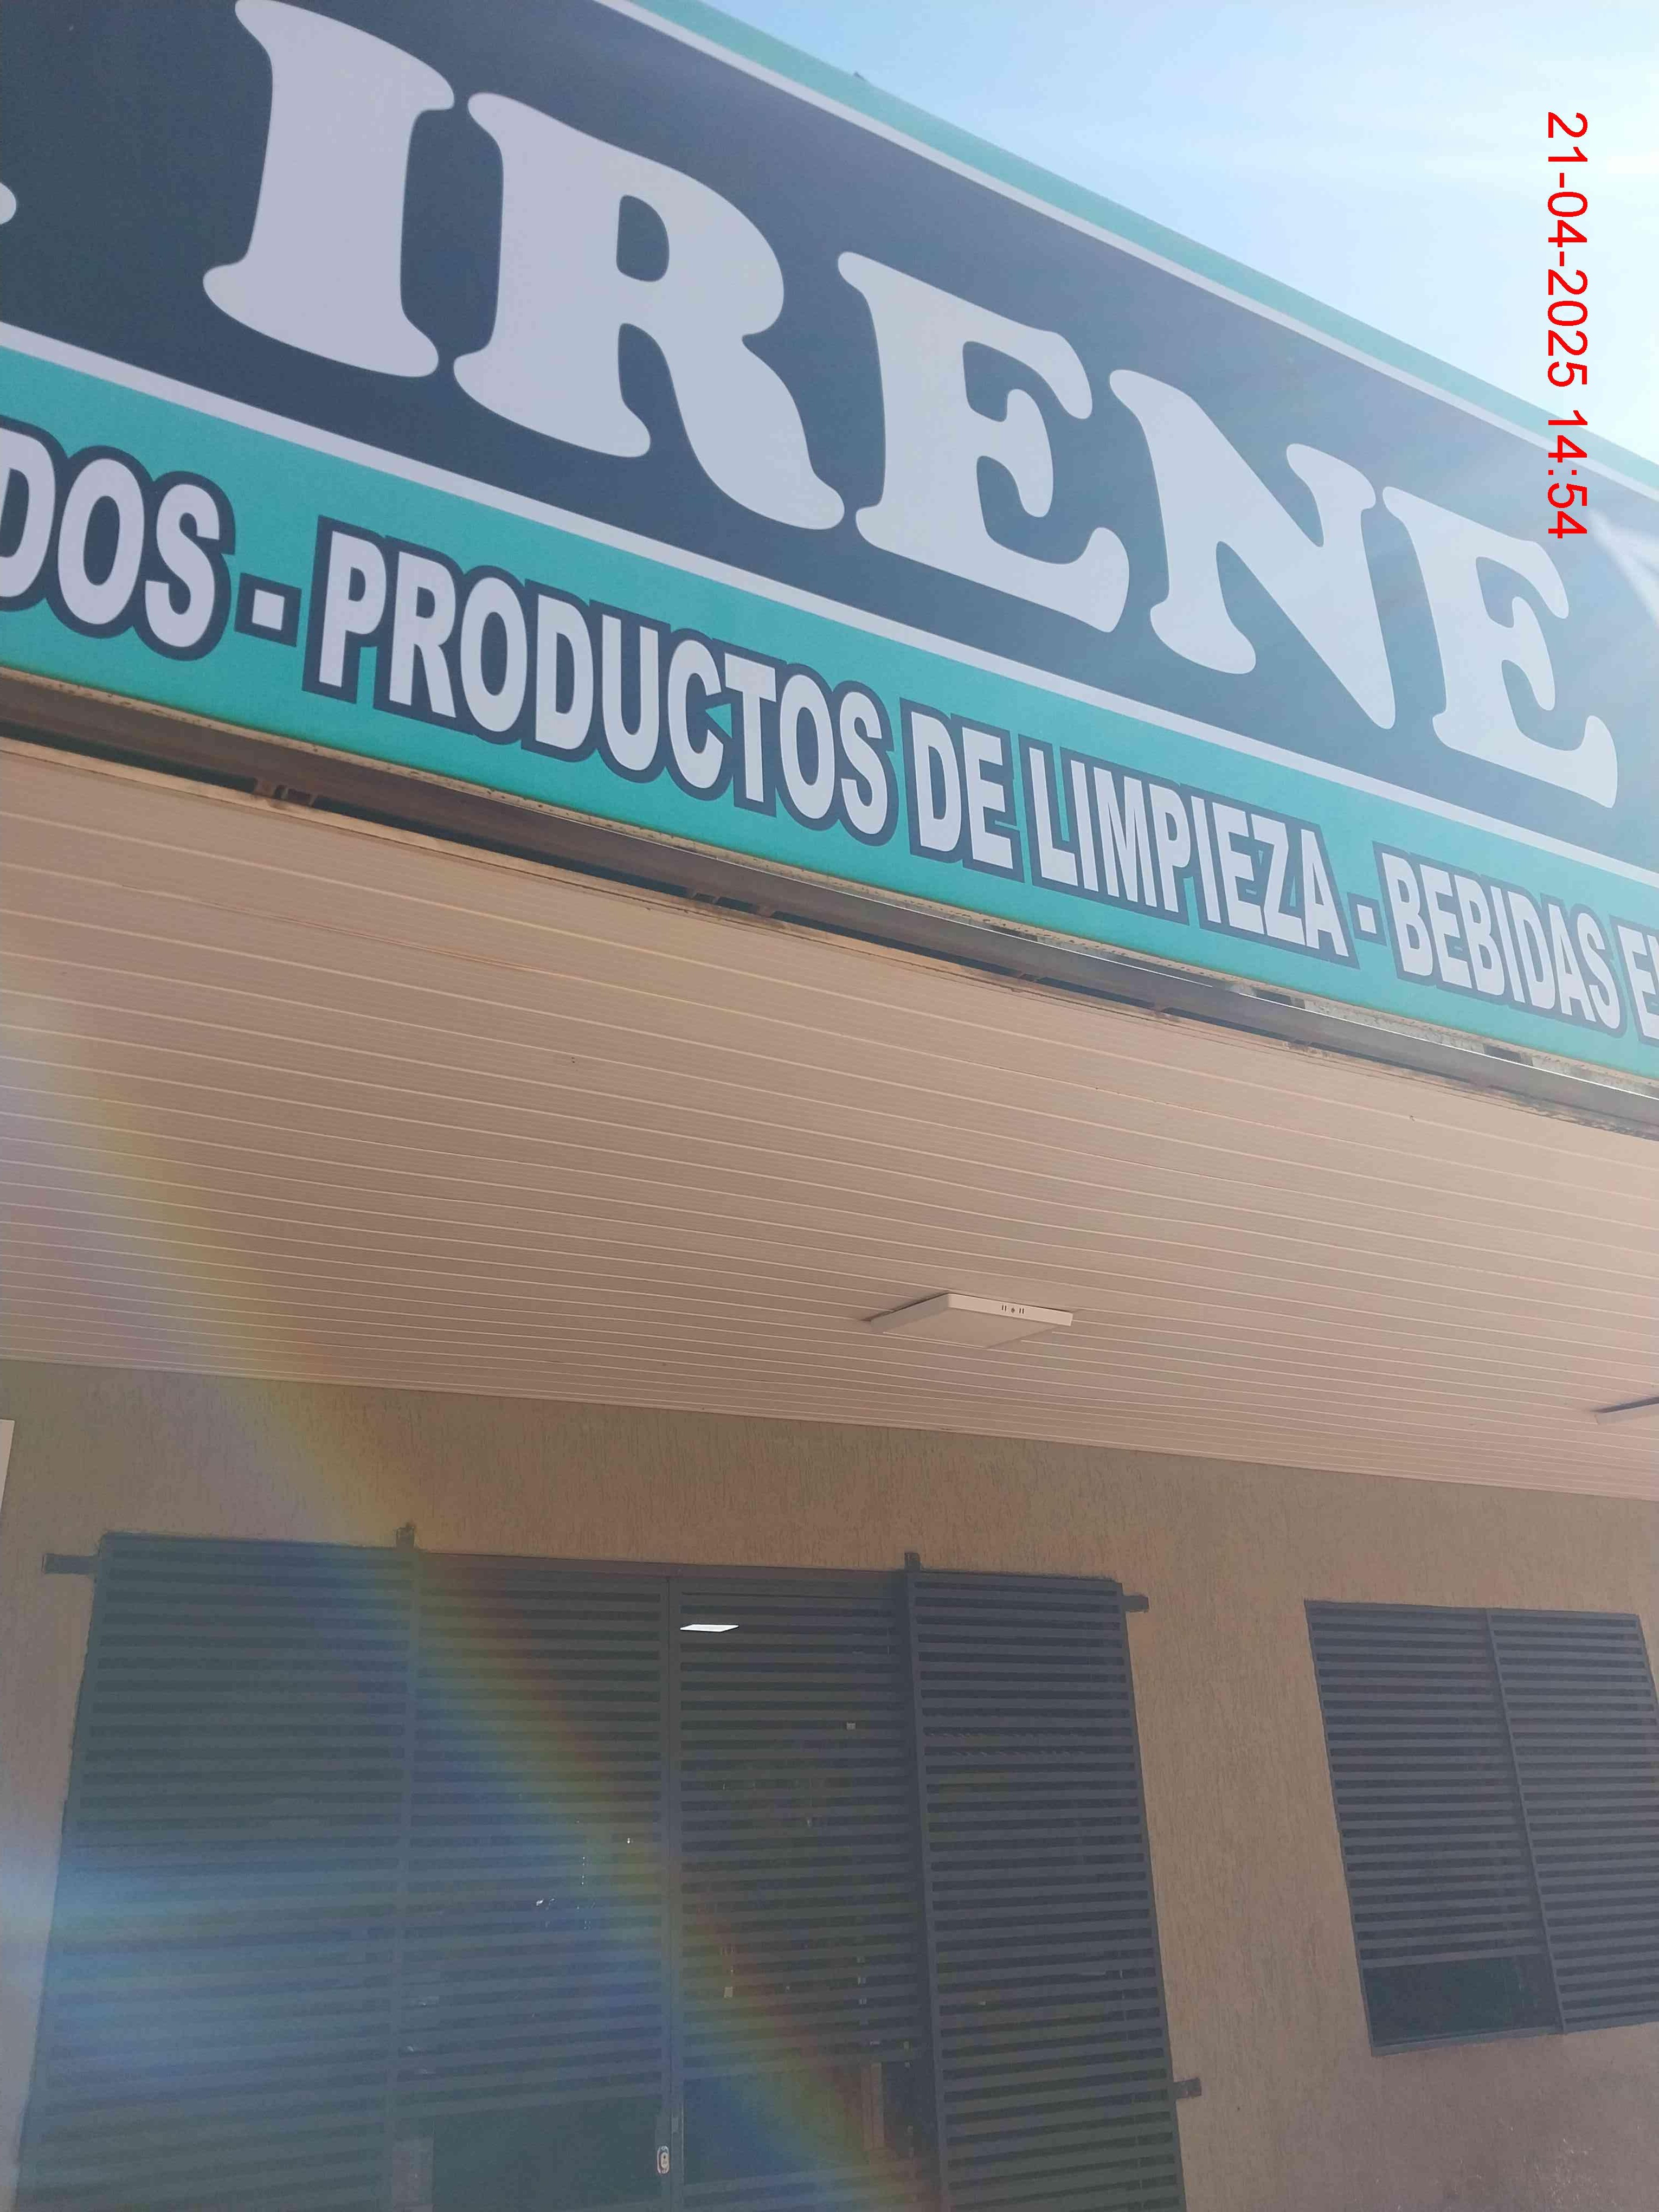 IRENE
DOS - PRODUCTOS DE LIMPIEZA - BEBIDAS
21-04-2025 14:54